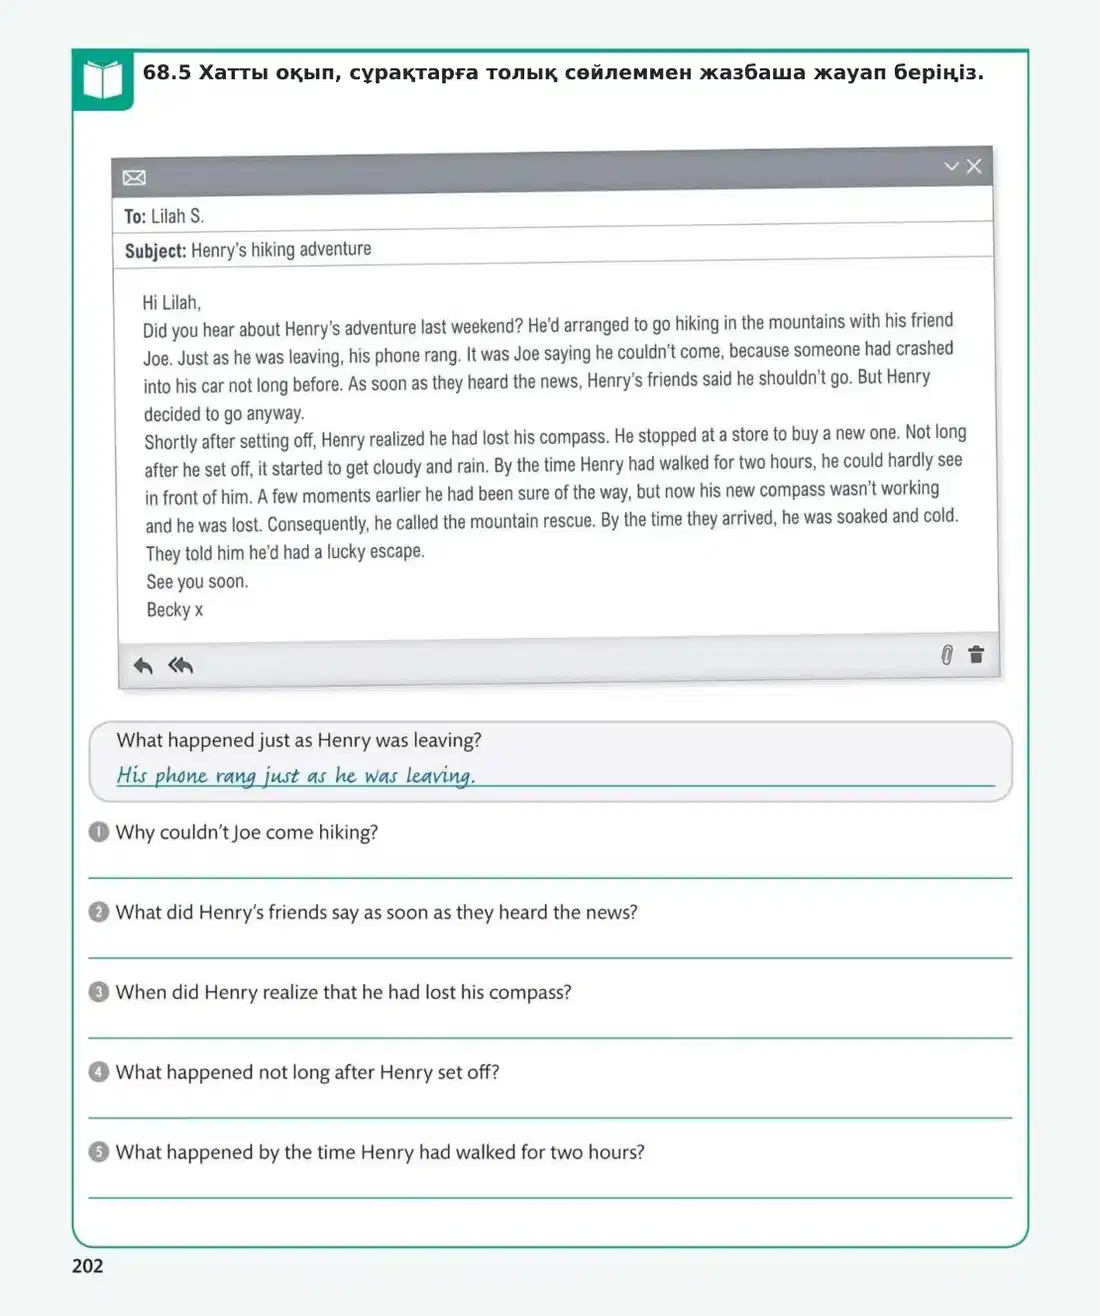 68.5 Хатты оқып, сұрақтарға толық сөйлеммен жазбаша жауап беріңіз.
To: Lilah S.
Subject: Henry’s hiking adventure
Hi Lilah,
Did you hear about Henry’s adventure last weekend? He’d arranged to go hiking in the mountains with his friend
Joe. Just as he was leaving, his phone rang. It was Joe saying he couldn’t come, because someone had crashed
into his car not long before. As soon as they heard the news, Henry’s friends said he shouldn’t go. But Henry
decided to go anyway.
Shortly after setting off, Henry realized he had lost his compass. He stopped at a store to buy a new one. Not long
after he set off, it started to get cloudy and rain. By the time Henry had walked for two hours, he could hardly see
in front of him. A few moments earlier he had been sure of the way, but now his new compass wasn’t working
and he was lost. Consequently, he called the mountain rescue. By the time they arrived, he was soaked and cold.
They told him he’d had a lucky escape.
See you soon.
Becky x
What happened just as Henry was leaving?
His phone rang just as he was leaving.
1 Why couldn’t Joe come hiking?
2 What did Henry’s friends say as soon as they heard the news?
3 When did Henry realize that he had lost his compass?
4 What happened not long after Henry set off?
5 What happened by the time Henry had walked for two hours?
202